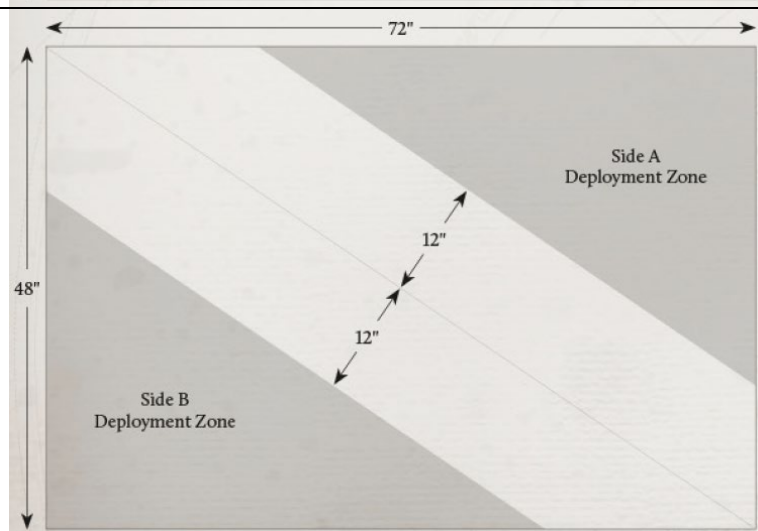 72"
Side A
Deployment Zone
12"
48"
12"
Side B
Deployment Zone